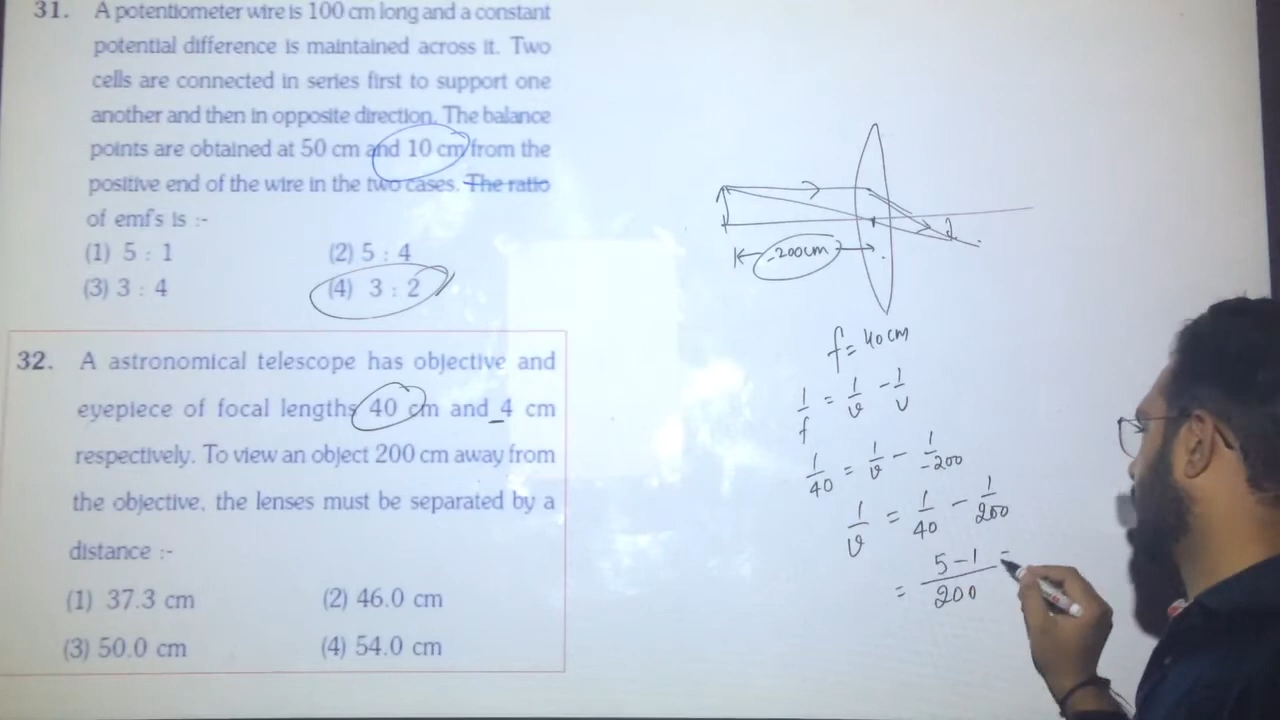 31. A potentiometer wire is 100 cm long and a constant
potential difference is maintained across it. Two
cells are connected in series first to support one
another and then in opposite direction. The balance
points are obtained at 50 cm and 10 cm from the
positive end of the wire in the two cases. The ratio
of emf's is :-
(1) 5 : 1 (2) 5 : 4
(3) 3 : 4 (4) 3 : 2
32. A astronomical telescope has objective and
eyepiece of focal lengths 40 cm and 4 cm
respectively. To view an object 200 cm away from
the objective, the lenses must be separated by a
distance :-
(1) 37.3 cm (2) 46.0 cm
(3) 50.0 cm (4) 54.0 cm
-200cm
f = 40 cm
1/f = 1/v - 1/u
1/40 = 1/v - 1/-200
1/v = 1/40 - 1/200
= 5-1/200 =